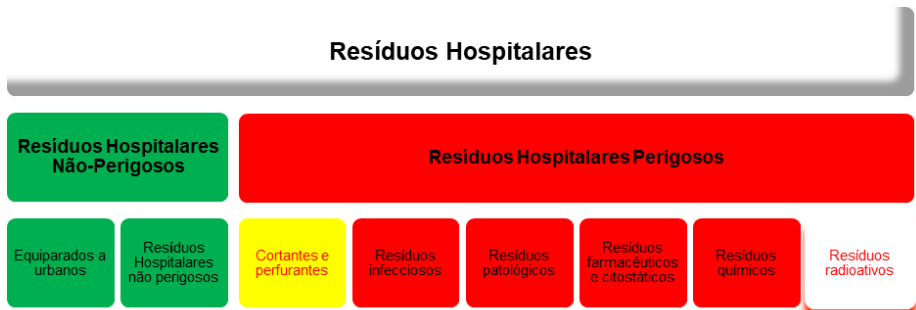 Resíduos Hospitalares
Resíduos Hospitalares
Não-Perigosos
Resíduos Hospitalares Perigosos
Equiparados a
urbanos
Resíduos
Hospitalares
não perigosos
Cortantes e
perfurantes
Resíduos
infecciosos
Resíduos
patológicos
Resíduos
farmacêuticos
e citostáticos
Resíduos
químicos
Resíduos
radioativos